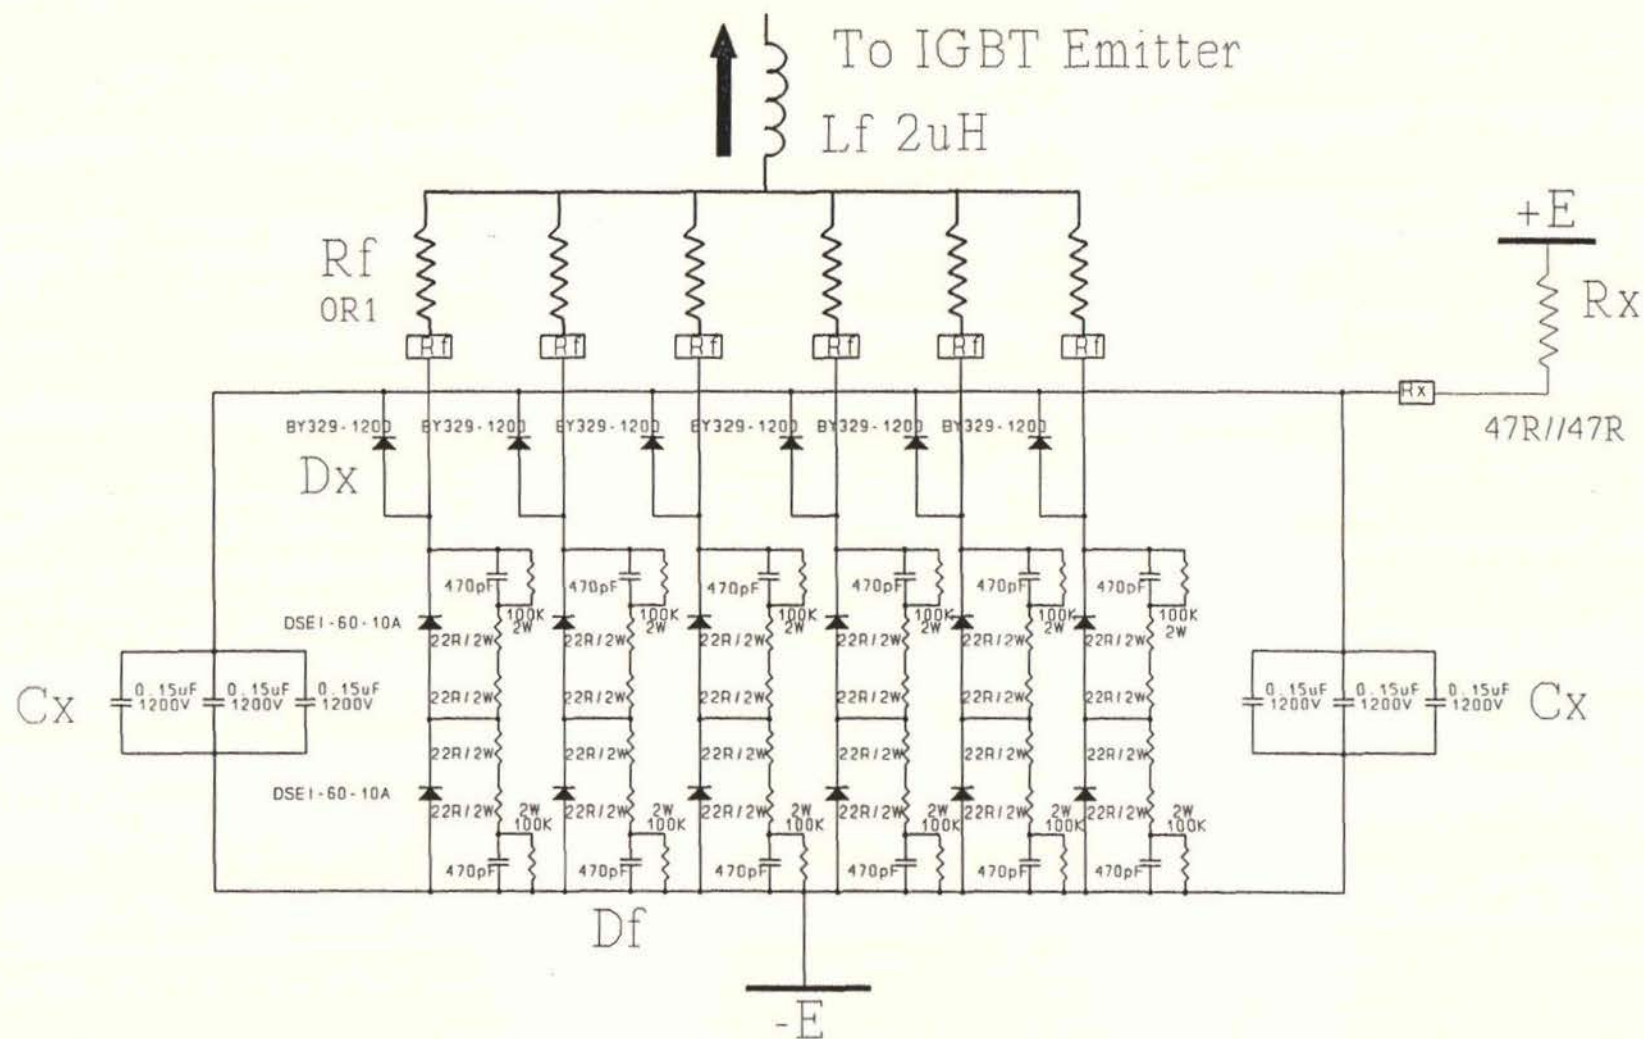 To IGBT Emitter
Lf 2uH
+E
Rf
0R1
Rx
Rf Rf Rf Rf Rf Rf
Rx
47R//47R
BY329-1200 BY329-1200 BY329-1200 BY329-1200 BY329-1200 BY329-1200
Dx
470pF 470pF 470pF 470pF 470pF 470pF
100K 100K 100K 100K 100K 100K
2W 2W 2W 2W 2W 2W
DSEI-60-10A
22R/2W 22R/2W 22R/2W 22R/2W 22R/2W 22R/2W
22R/2W 22R/2W 22R/2W 22R/2W 22R/2W 22R/2W
Cx
0.15uF 0.15uF 0.15uF
1200V 1200V 1200V
0.15uF 0.15uF 0.15uF
1200V 1200V 1200V
Cx
22R/2W 22R/2W 22R/2W 22R/2W 22R/2W 22R/2W
DSEI-60-10A
22R/2W 22R/2W 22R/2W 22R/2W 22R/2W 22R/2W
2W 2W 2W 2W 2W 2W
100K 100K 100K 100K 100K 100K
470pF 470pF 470pF 470pF 470pF 470pF
Df
-E